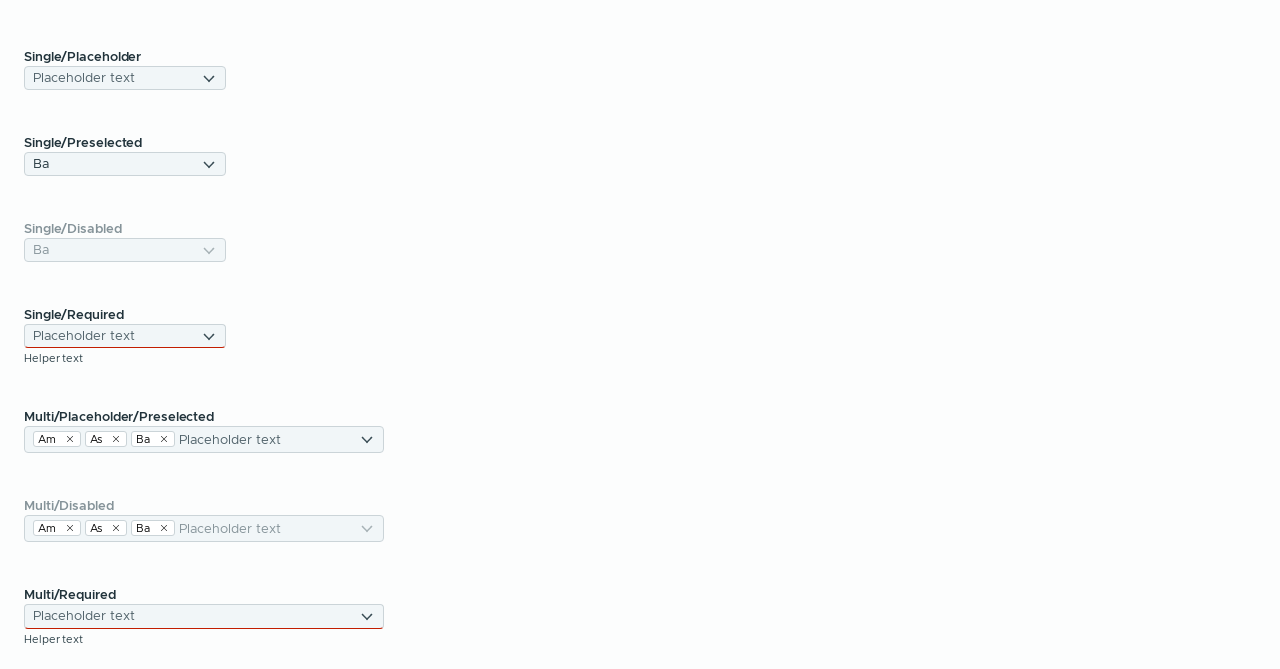 Single/Placeholder
Placeholder text
Single/Preselected
Ba
Single/Disabled
Ba
Single/Required
Placeholder text
Helper text
Multi/Placeholder/Preselected
Am As Ba Placeholder text
Multi/Disabled
Am As Ba Placeholder text
Multi/Required
Placeholder text
Helper text